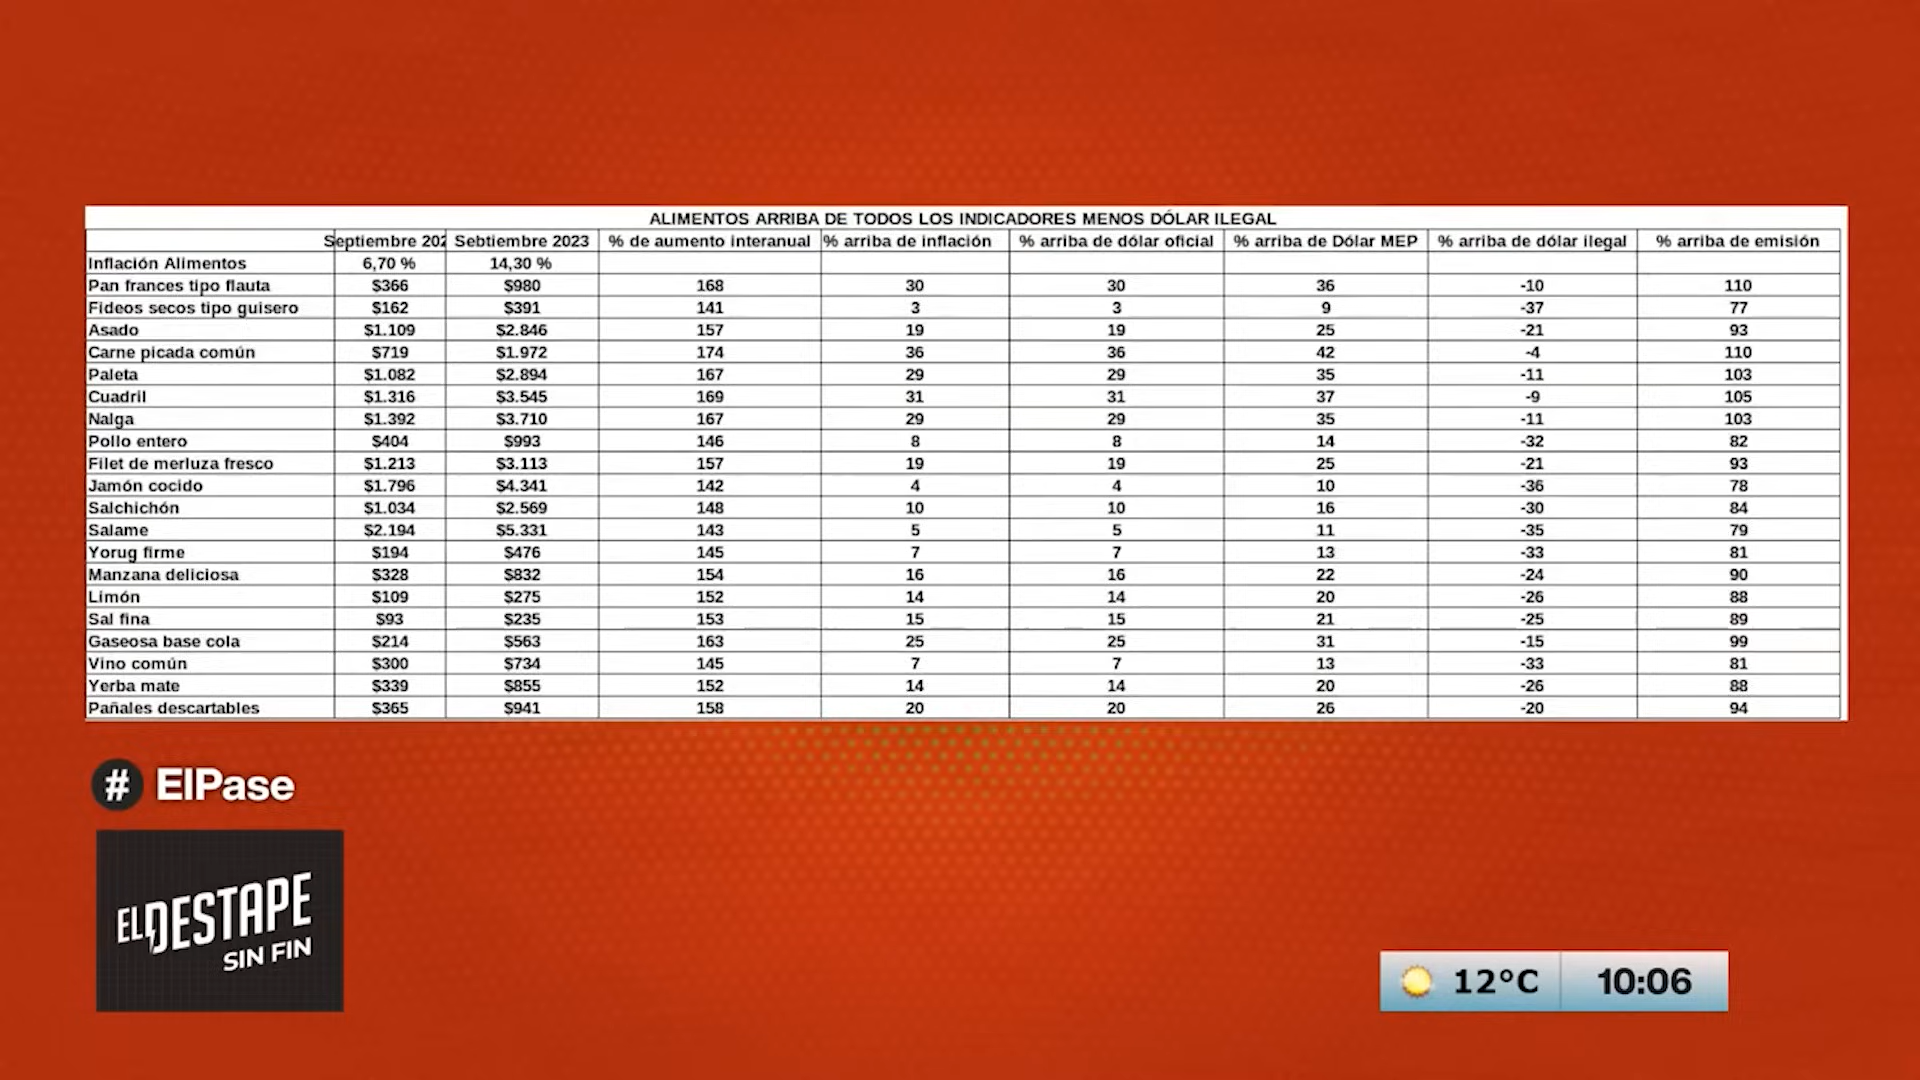 ALIMENTOS ARRIBA DE TODOS LOS INDICADORES MENOS DÓLAR ILEGAL
Septiembre 202 Sebtiembre 2023 % de aumento interanual % arriba de inflación % arriba de dólar oficial % arriba de Dólar MEP % arriba de dólar ilegal % arriba de emisión
Inflación Alimentos 6,70 % 14,30 %
Pan frances tipo flauta $366 $980 168 30 30 36 -10 110
Fideos secos tipo guisero $162 $391 141 3 3 9 -37 77
Asado $1.109 $2.846 157 19 19 25 -21 93
Carne picada común $719 $1.972 174 36 36 42 -4 110
Paleta $1.082 $2.894 167 29 29 35 -11 103
Cuadril $1.316 $3.545 169 31 31 37 -9 105
Nalga $1.392 $3.710 167 29 29 35 -11 103
Pollo entero $404 $993 146 8 8 14 -32 82
Filet de merluza fresco $1.213 $3.113 157 19 19 25 -21 93
Jamón cocido $1.796 $4.341 142 4 4 10 -36 78
Salchichón $1.034 $2.569 148 10 10 16 -30 84
Salame $2.194 $5.331 143 5 5 11 -35 79
Yorug firme $194 $476 145 7 7 13 -33 81
Manzana deliciosa $328 $832 154 16 16 22 -24 90
Limón $109 $275 152 14 14 20 -26 88
Sal fina $93 $235 153 15 15 21 -25 89
Gaseosa base cola $214 $563 163 25 25 31 -15 99
Vino común $300 $734 145 7 7 13 -33 81
Yerba mate $339 $855 152 14 14 20 -26 88
Pañales descartables $365 $941 158 20 20 26 -20 94
# ElPase
EL DESTAPE
SIN FIN
12°C 10:06